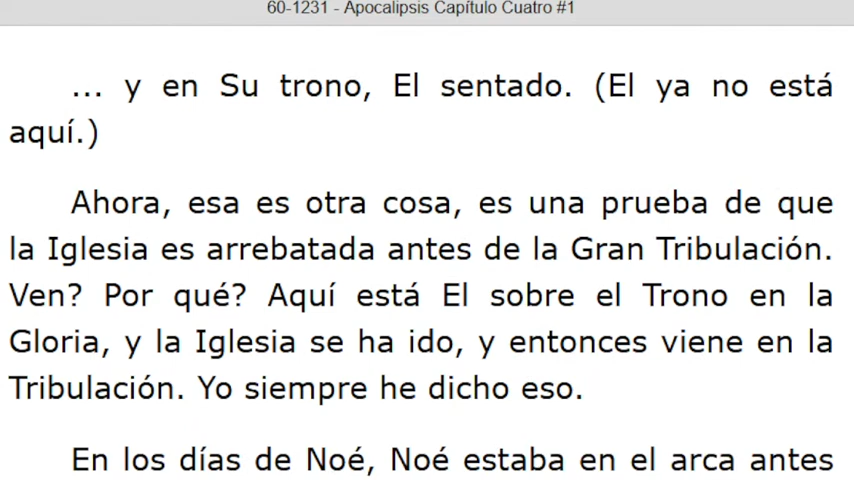 60-1231 - Apocalipsis Capítulo Cuatro #1
... y en Su trono, El sentado. (El ya no está
aquí.)
Ahora, esa es otra cosa, es una prueba de que
la Iglesia es arrebatada antes de la Gran Tribulación.
Ven? Por qué? Aquí está El sobre el Trono en la
Gloria, y la Iglesia se ha ido, y entonces viene en la
Tribulación. Yo siempre he dicho eso.
En los días de Noé, Noé estaba en el arca antes